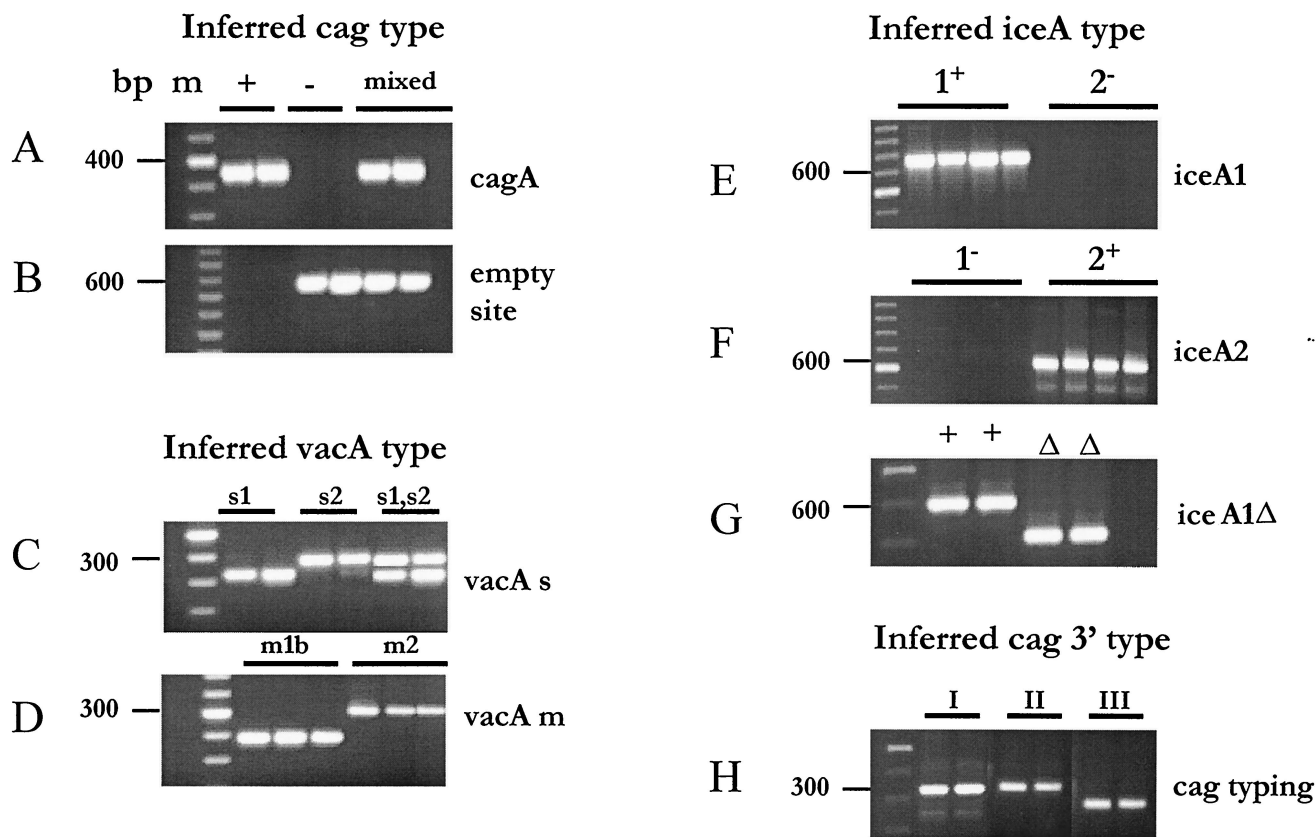 Inferred cag type
bp m + - mixed
A 400 cagA
B 600 empty
site
Inferred vacA type
s1 s2 s1,s2
C 300 vacA s
m1b m2
D 300 vacA m
Inferred iceA type
1+ 2-
E 600 iceA1
1- 2+
F 600 iceA2
+ + Δ Δ
G 600 ice A1Δ
Inferred cag 3’ type
I II III
H 300 cag typing